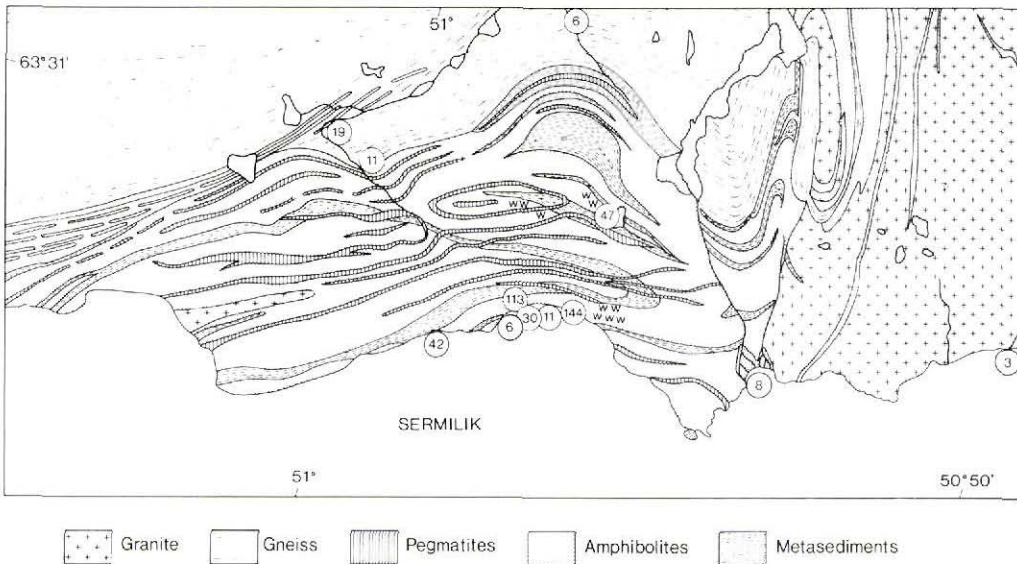 51°
6
63°31'
19
11
w w
w
w
w
47
113
30
11
144
6
42
w w
w w w
8
3
SERMILIK
51°
50°50'
Granite
Gneiss
Pegmatites
Amphibolites
Metasediments